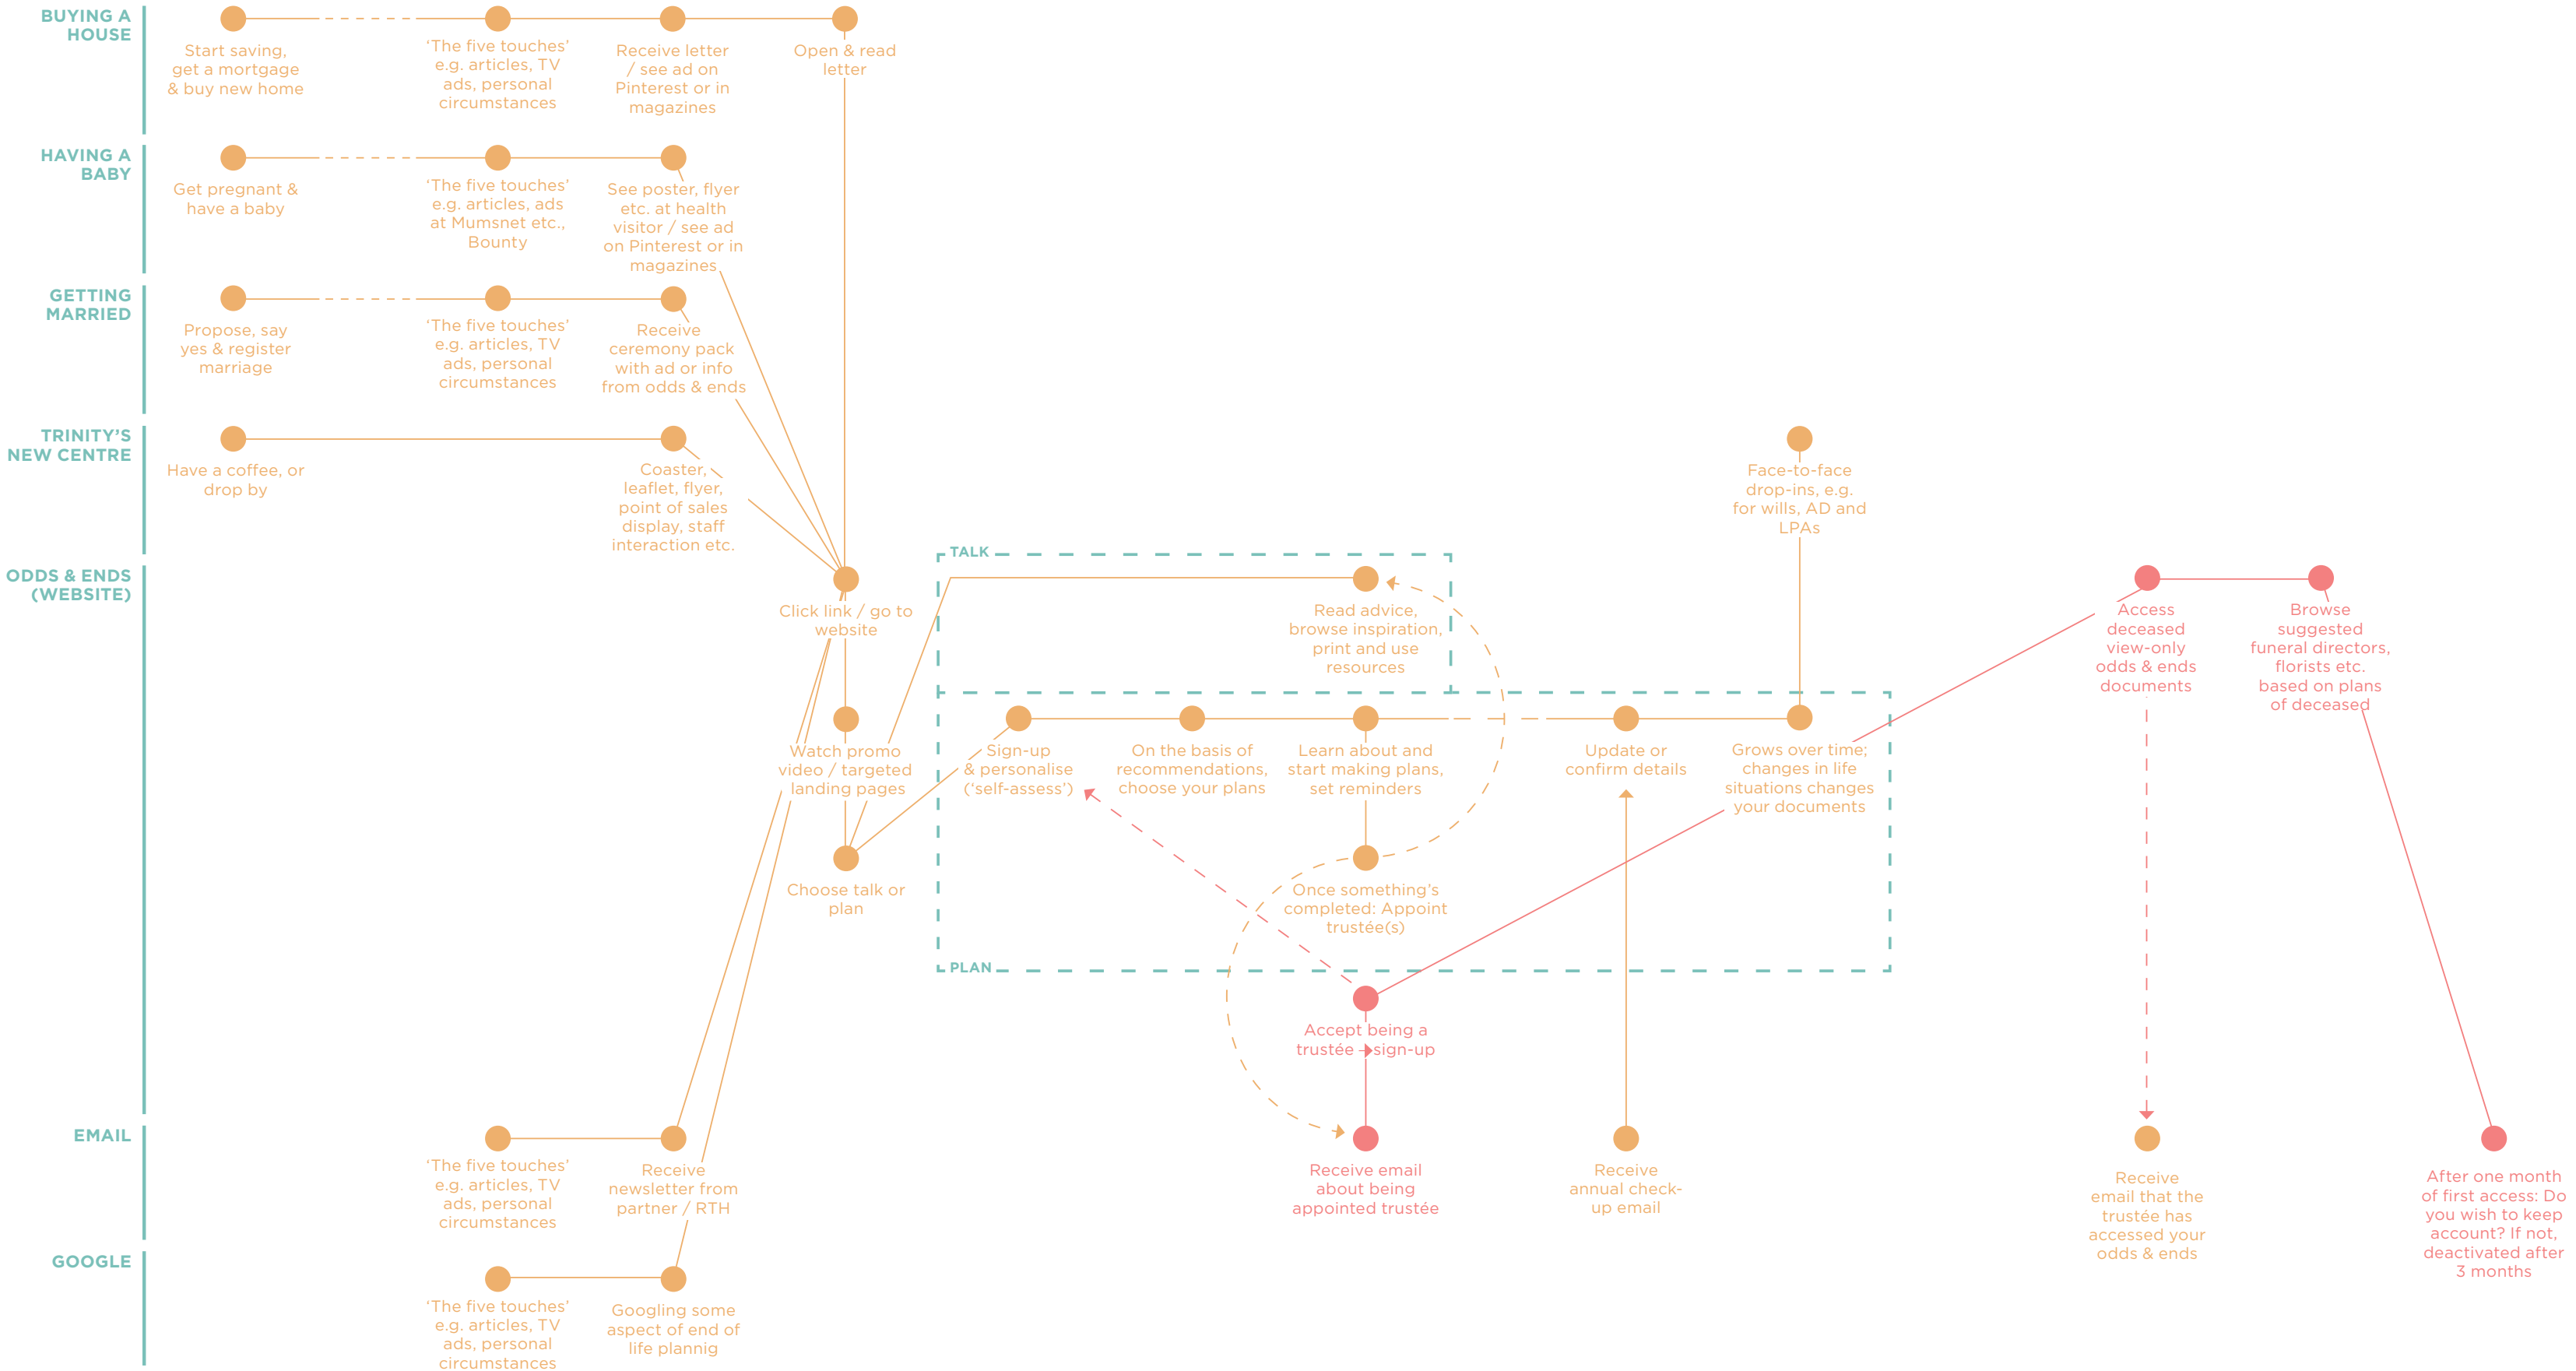 BUYING A
HOUSE
Start saving,
get a mortgage
& buy new home
‘The five touches’
e.g. articles, TV
ads, personal
circumstances
Receive letter
/ see ad on
Pinterest or in
magazines
Open & read
letter
HAVING A
BABY
Get pregnant &
have a baby
‘The five touches’
e.g. articles, ads
at Mumsnet etc.,
Bounty
See poster, flyer
etc. at health
visitor / see ad
on Pinterest or in
magazines
GETTING
MARRIED
Propose, say
yes & register
marriage
‘The five touches’
e.g. articles, TV
ads, personal
circumstances
Receive
ceremony pack
with ad or info
from odds & ends
TRINITY’S
NEW CENTRE
Have a coffee, or
drop by
Coaster,
leaflet, flyer,
point of sales
display, staff
interaction etc.
Face-to-face
drop-ins, e.g.
for wills, AD and
LPAs
ODDS & ENDS
(WEBSITE)
Click link / go to
website
TALK
Read advice,
browse inspiration,
print and use
resources
Access
deceased
view-only
odds & ends
documents
Browse
suggested
funeral directors,
florists etc.
based on plans
of deceased
Watch promo
video / targeted
landing pages
Sign-up
& personalise
(‘self-assess’)
On the basis of
recommendations,
choose your plans
Learn about and
start making plans,
set reminders
Update or
confirm details
Grows over time;
changes in life
situations changes
your documents
Choose talk or
plan
Once something’s
completed: Appoint
trustée(s)
PLAN
Accept being a
trustée sign-up
EMAIL
‘The five touches’
e.g. articles, TV
ads, personal
circumstances
Receive
newsletter from
partner / RTH
Receive email
about being
appointed trustée
Receive
annual check-
up email
Receive
email that the
trustée has
accessed your
odds & ends
After one month
of first access: Do
you wish to keep
account? If not,
deactivated after
3 months
GOOGLE
‘The five touches’
e.g. articles, TV
ads, personal
circumstances
Googling some
aspect of end of
life plannig